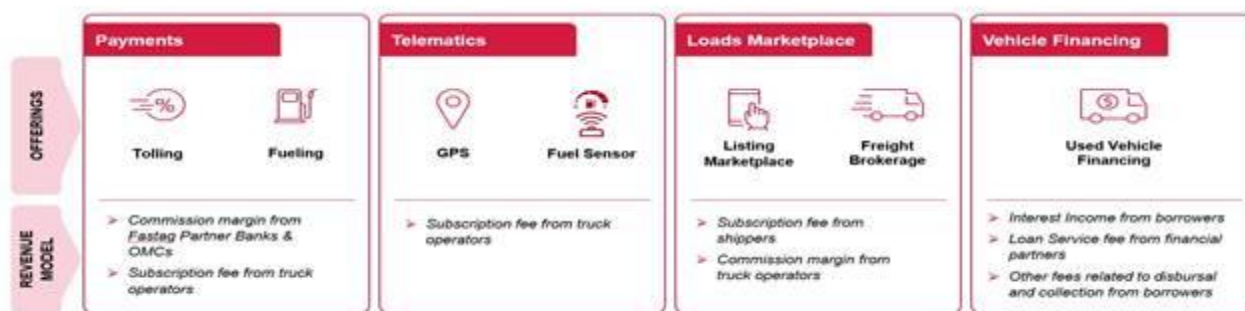 Payments
Tolling
Fueling
Commission margin from
Fastag Partner Banks &
OMCs
Subscription fee from truck
operators
Telematics
GPS
Fuel Sensor
Subscription fee from truck
operators
Loads Marketplace
Listing
Marketplace
Freight
Brokerage
Subscription fee from
shippers
Commission margin from
truck operators
Vehicle Financing
Used Vehicle
Financing
Interest Income from borrowers
Loan Service fee from financial
partners
Other fees related to disbursal
and collection from borrowers
OFFERINGS
REVENUE
MODEL